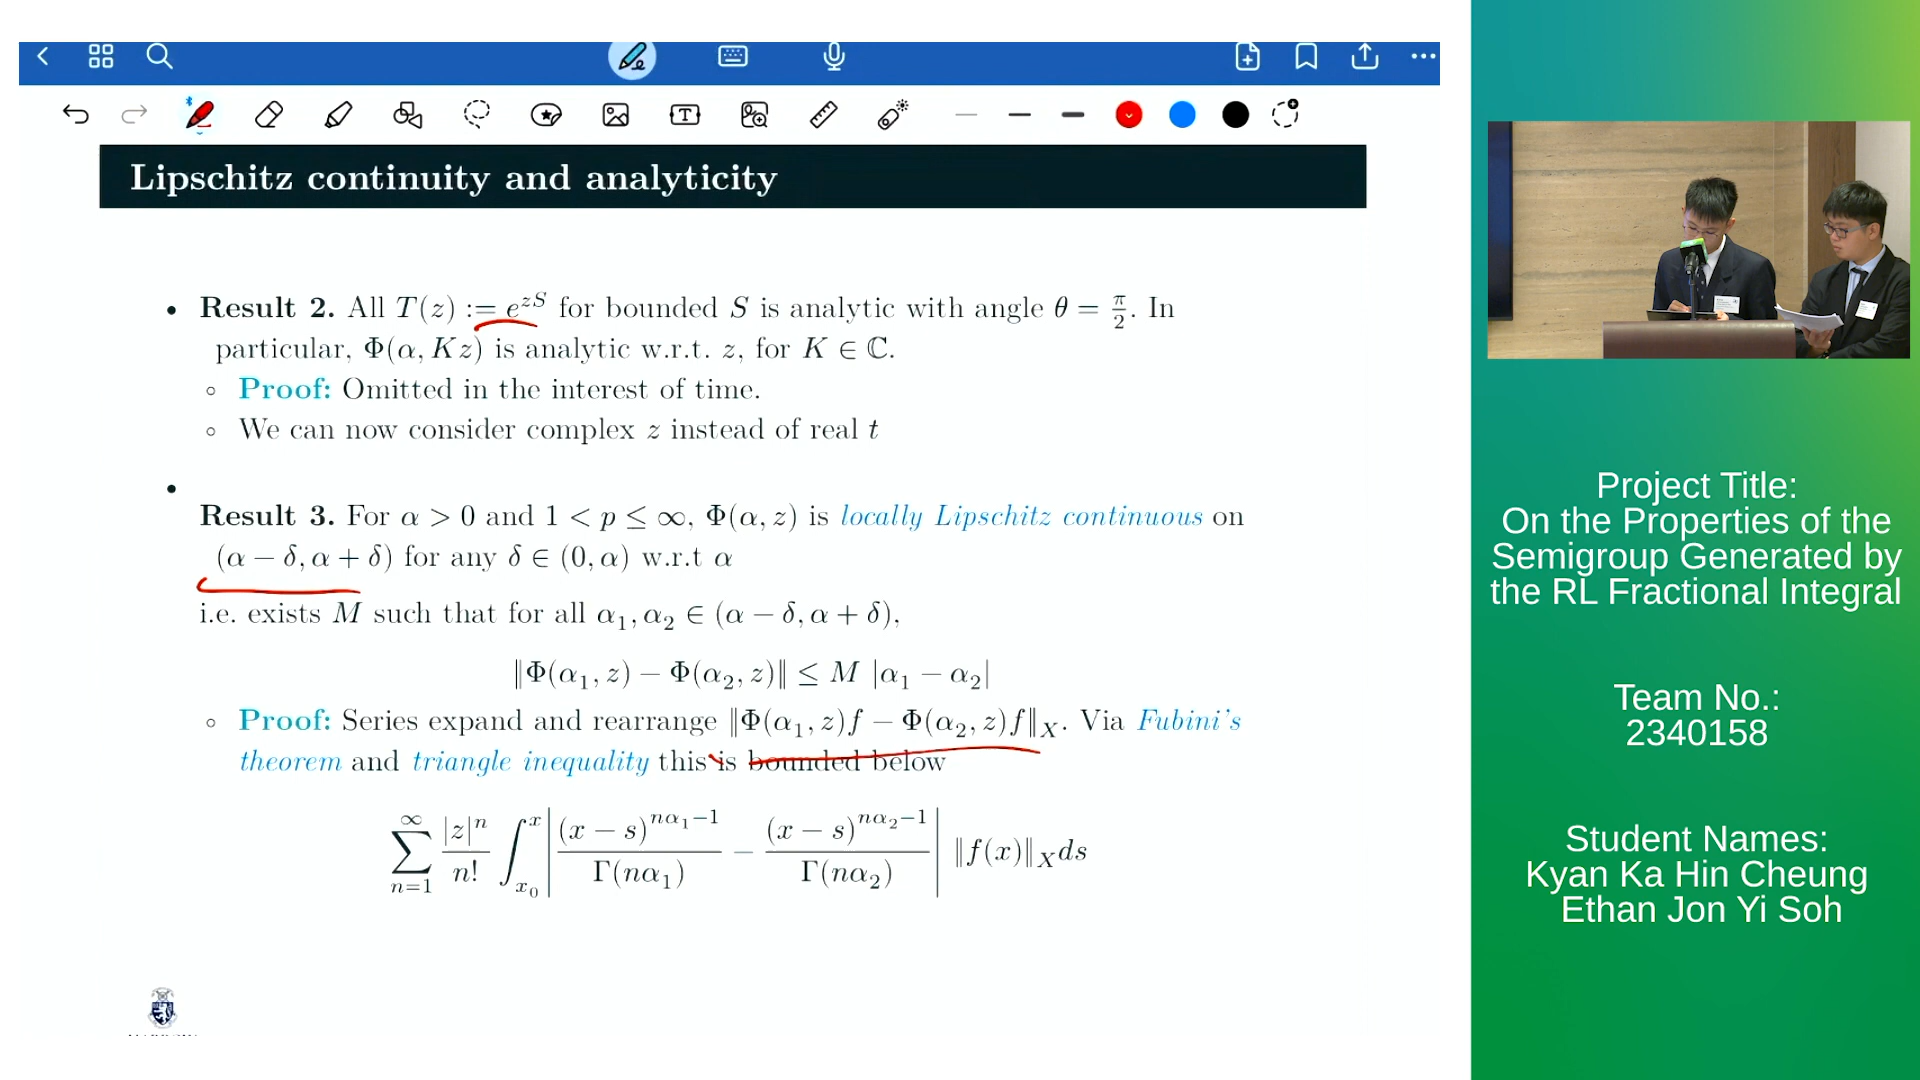 Lipschitz continuity and analyticity
• Result 2. All T(z) := e^{zS} for bounded S is analytic with angle θ = π/2. In
particular, Φ(α, Kz) is analytic w.r.t. z, for K ∈ ℂ.
◦ Proof: Omitted in the interest of time.
◦ We can now consider complex z instead of real t
•
Result 3. For α > 0 and 1 < p ≤ ∞, Φ(α, z) is locally Lipschitz continuous on
(α − δ, α + δ) for any δ ∈ (0, α) w.r.t α
i.e. exists M such that for all α₁, α₂ ∈ (α − δ, α + δ),
‖Φ(α₁, z) − Φ(α₂, z)‖ ≤ M |α₁ − α₂|
◦ Proof: Series expand and rearrange ‖Φ(α₁, z)f − Φ(α₂, z)f‖_X. Via Fubini's
theorem and triangle inequality this is bounded below
∑_{n=1}^{∞} |z|^n/n! ∫_{x₀}^{x} |(x − s)^{nα₁−1}/Γ(nα₁) − (x − s)^{nα₂−1}/Γ(nα₂)| ‖f(x)‖_X ds
Project Title:
On the Properties of the
Semigroup Generated by
the RL Fractional Integral
Team No.:
2340158
Student Names:
Kyan Ka Hin Cheung
Ethan Jon Yi Soh